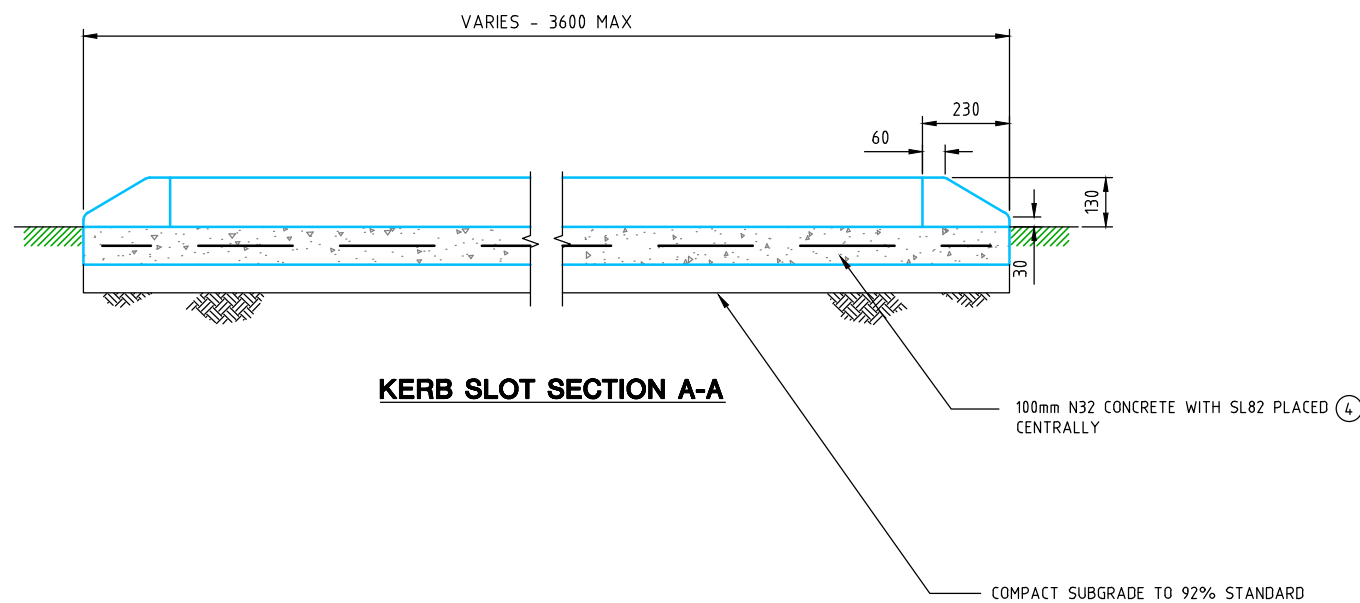 VARIES - 3600 MAX
230
60
130
30
KERB SLOT SECTION A-A
100mm N32 CONCRETE WITH SL82 PLACED 4
CENTRALLY
COMPACT SUBGRADE TO 92% STANDARD